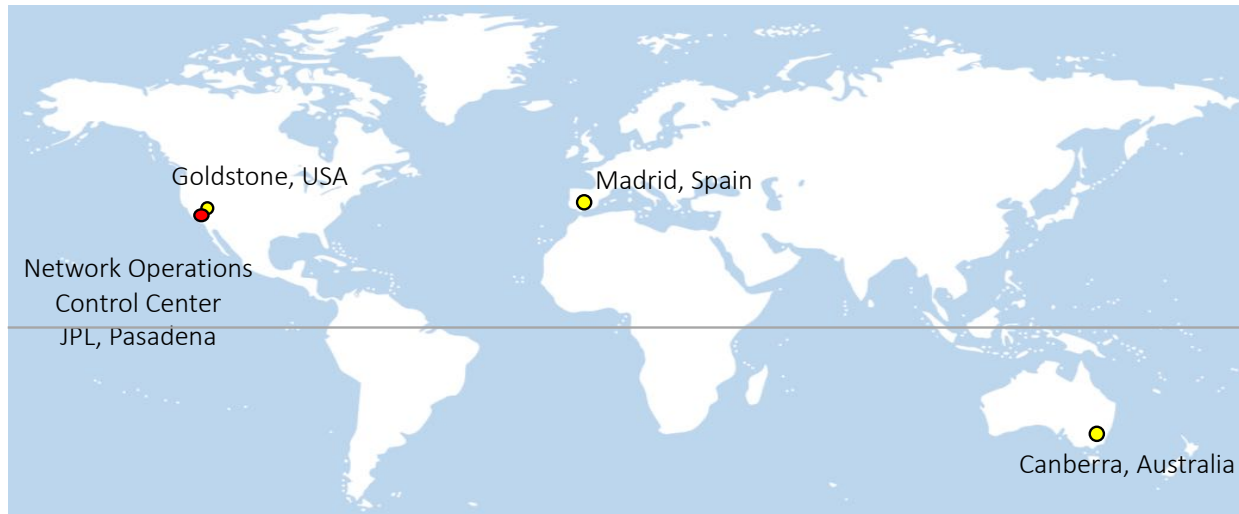 Goldstone, USA
Madrid, Spain
Network Operations
Control Center
JPL, Pasadena
Canberra, Australia